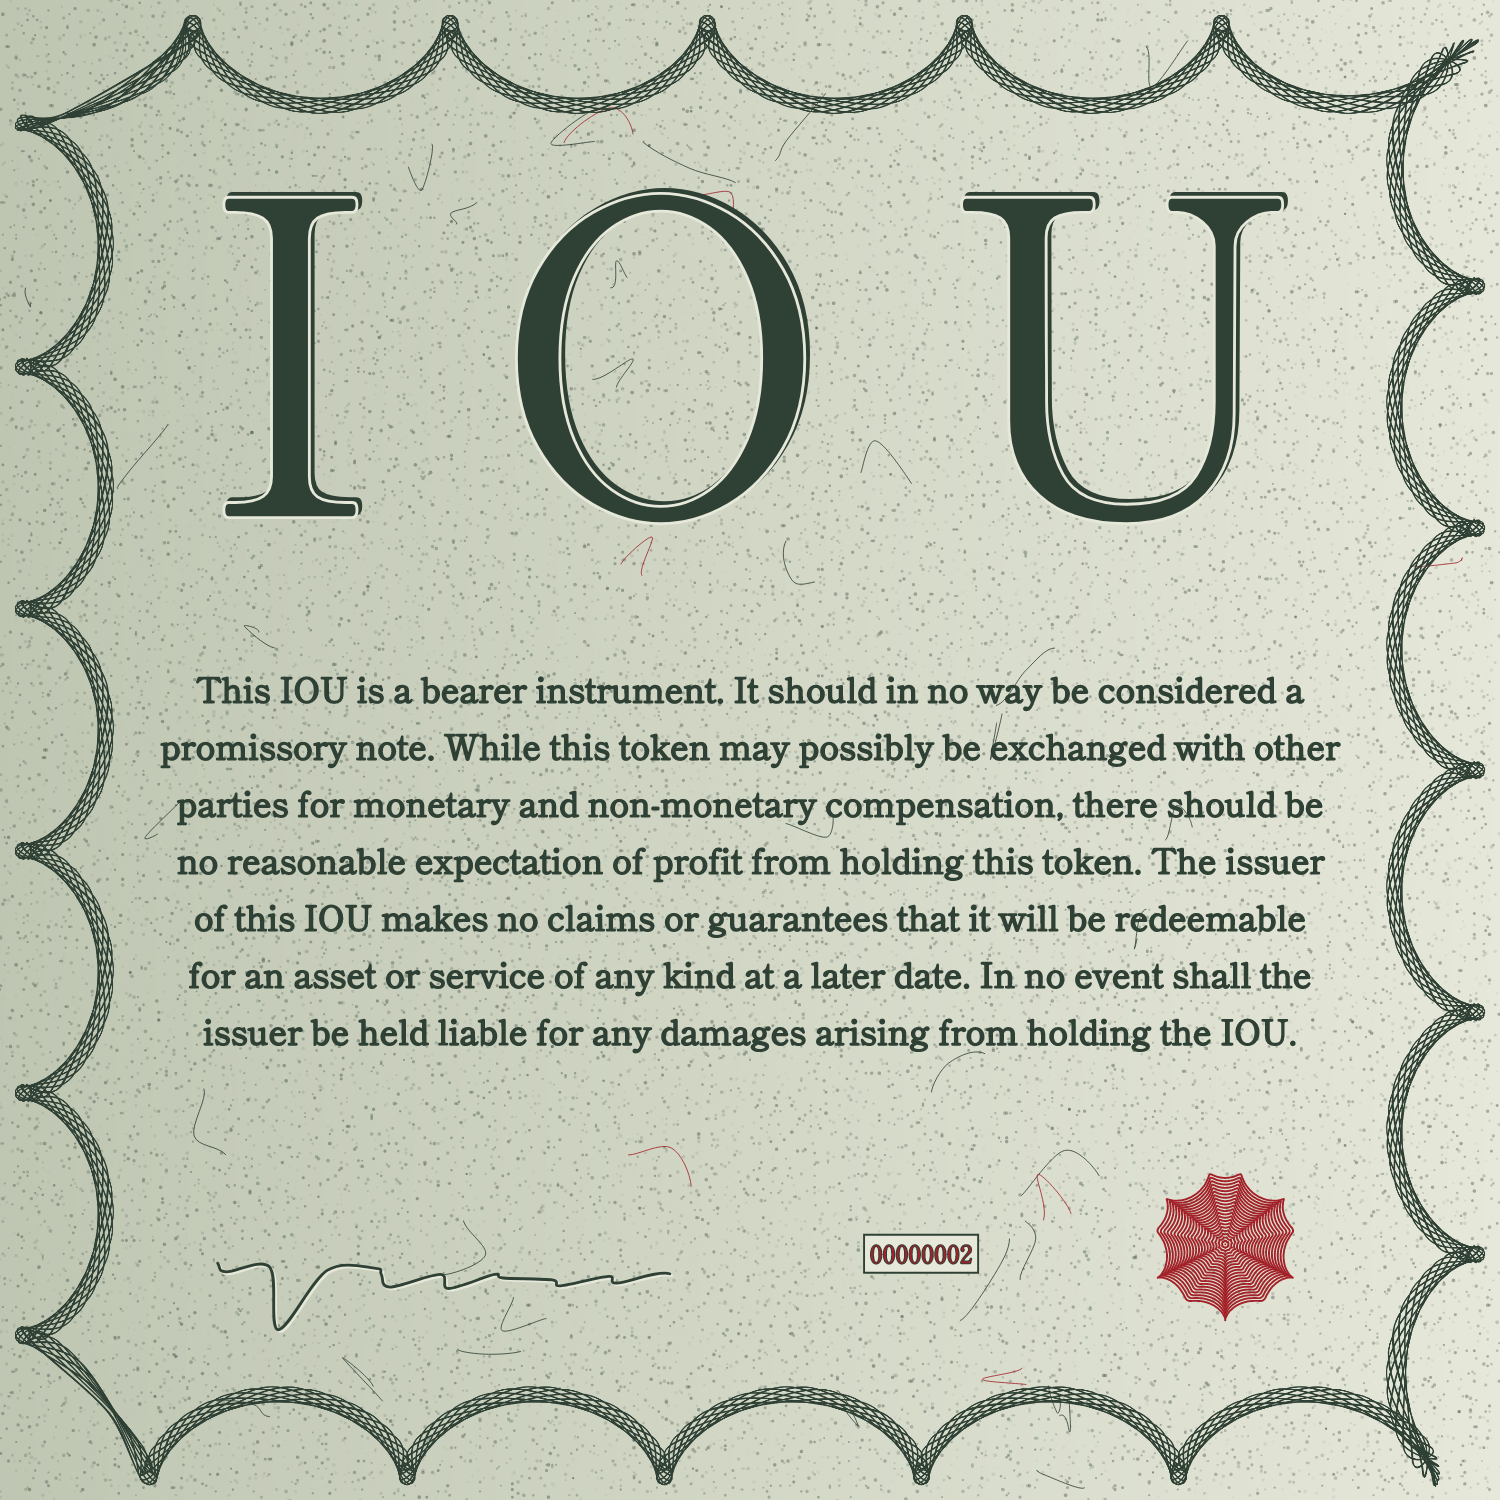 I O U
This IOU is a bearer instrument. It should in no way be considered a
promissory note. While this token may possibly be exchanged with other
parties for monetary and non-monetary compensation, there should be
no reasonable expectation of profit from holding this token. The issuer
of this IOU makes no claims or guarantees that it will be redeemable
for an asset or service of any kind at a later date. In no event shall the
issuer be held liable for any damages arising from holding the IOU.
00000002